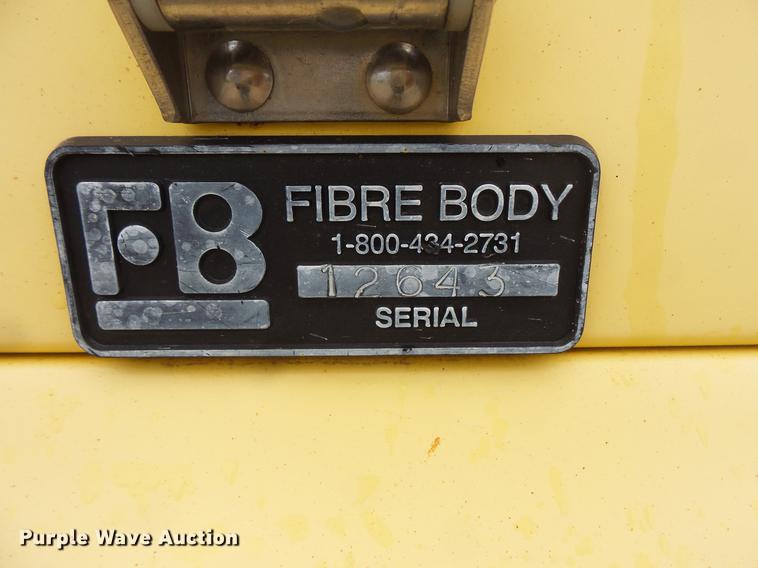 FB
FIBRE BODY
1-800-434-2731
12643
SERIAL
Purple Wave Auction